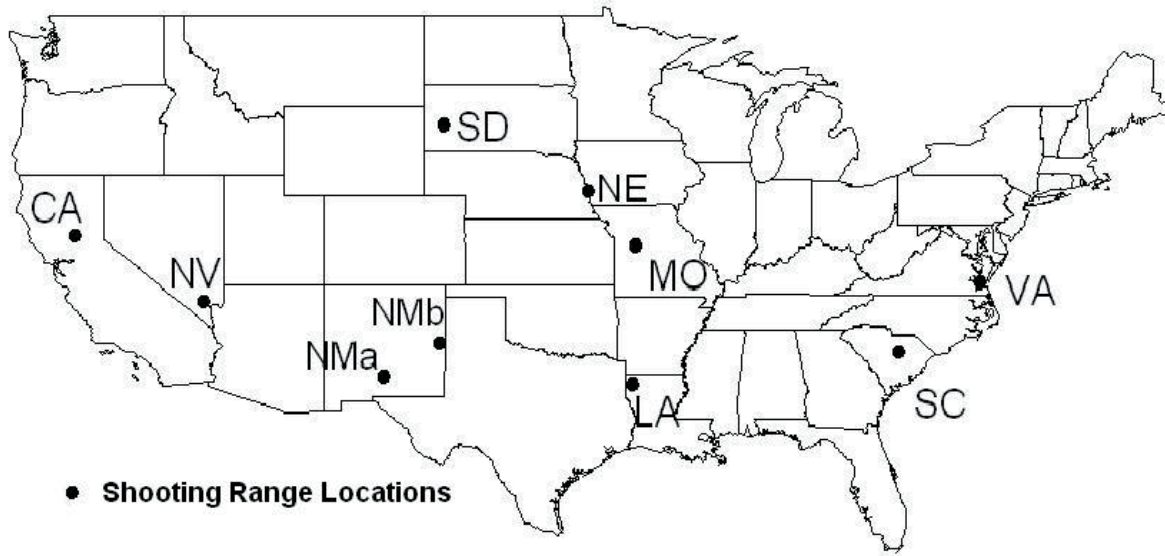 SD
NE
CA
MO
NV
VA
NMb
NMa
SC
LA
Shooting Range Locations